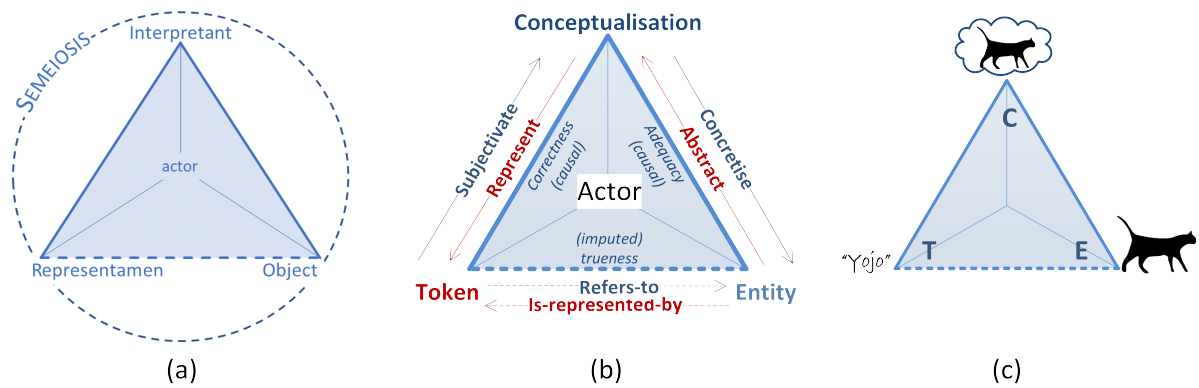 SEMEIOSIS
Interpretant
actor
Representamen
Object
(a)
Conceptualisation
Subjectivate
Represent
Correctness
(causal)
Adequacy
(causal)
Abstract
Concretise
Actor
(imputed)
trueness
Token
Refers-to
Entity
Is-represented-by
(b)
C
T
E
“Yojo”
(c)